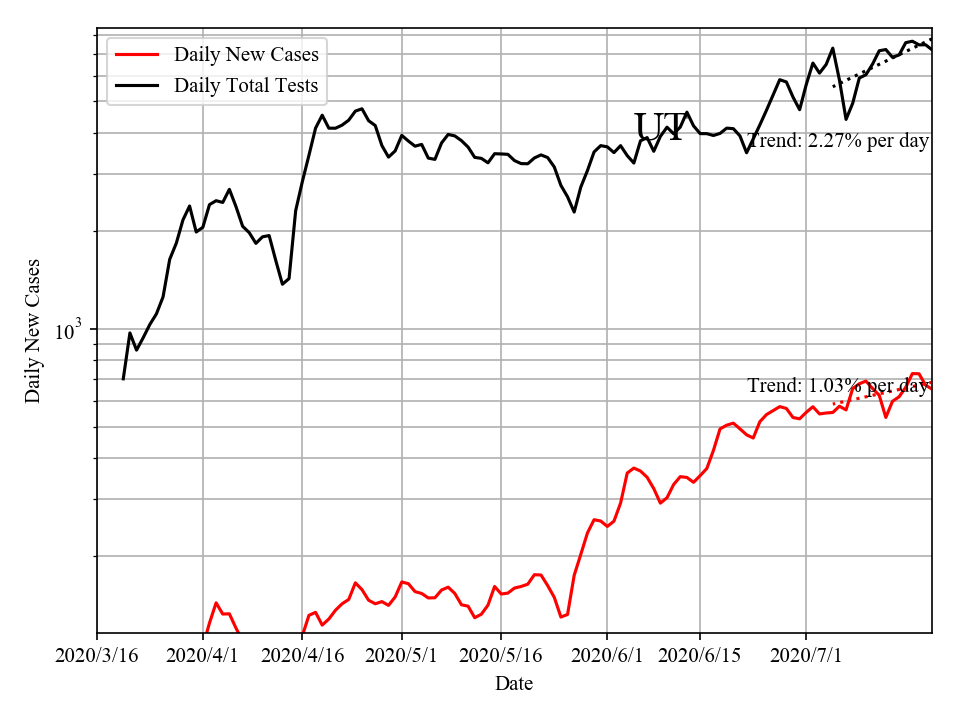 Daily New Cases
Daily Total Tests
UT
Trend: 2.27% per day
Trend: 1.03% per day
Daily New Cases
10³
2020/3/16 2020/4/1 2020/4/16 2020/5/1 2020/5/16 2020/6/1 2020/6/15 2020/7/1
Date